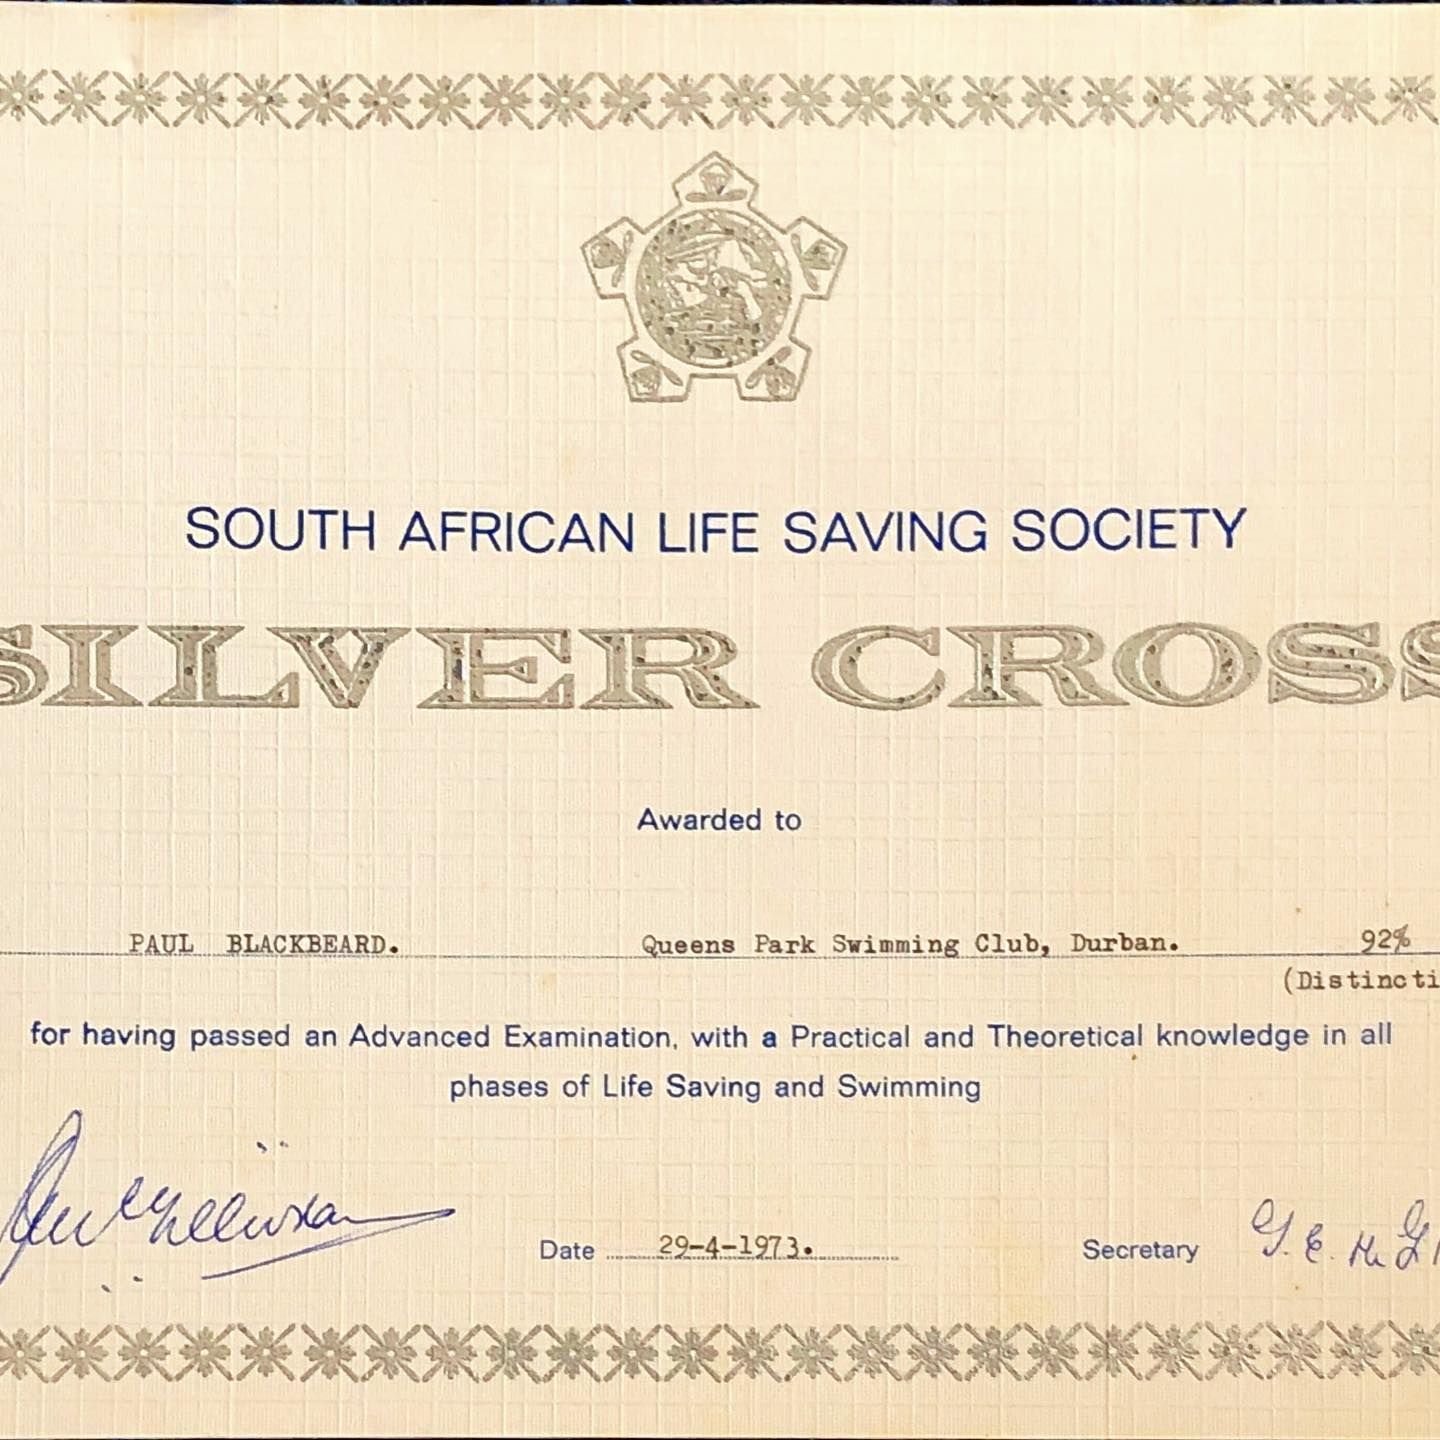 SOUTH AFRICAN LIFE SAVING SOCIETY
SILVER CROSS
Awarded to
PAUL BLACKBEARD. Queens Park Swimming Club, Durban. 92%
(Distincti
for having passed an Advanced Examination, with a Practical and Theoretical knowledge in all
phases of Life Saving and Swimming
Date 29-4-1973. Secretary